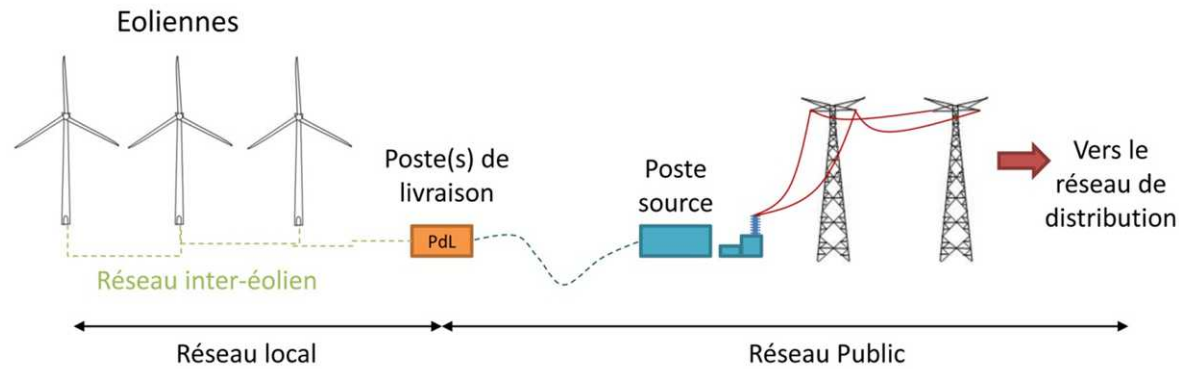 Eoliennes
Poste(s) de
livraison
PdL
Poste
source
Vers le
réseau de
distribution
Réseau inter-éolien
Réseau local
Réseau Public